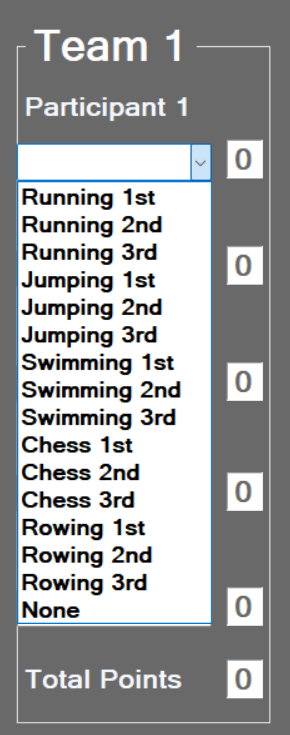 Team 1
Participant 1
0
Running 1st
Running 2nd
Running 3rd
0
Jumping 1st
Jumping 2nd
Jumping 3rd
Swimming 1st
Swimming 2nd
0
Swimming 3rd
Chess 1st
Chess 2nd
Chess 3rd
0
Rowing 1st
Rowing 2nd
Rowing 3rd
None
0
Total Points 0